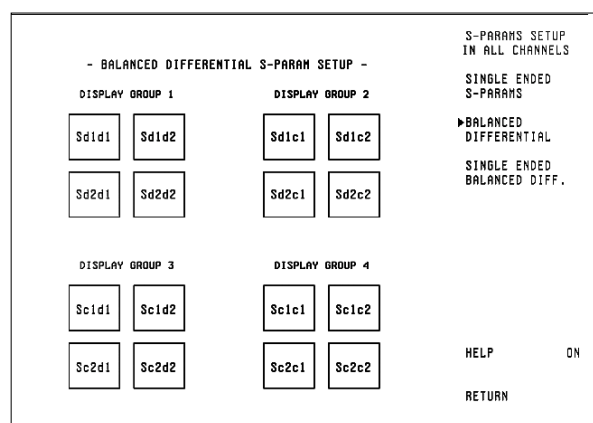 - BALANCED DIFFERENTIAL S-PARAM SETUP -
DISPLAY GROUP 1
Sd1d1 Sd1d2
Sd2d1 Sd2d2
DISPLAY GROUP 2
Sd1c1 Sd1c2
Sd2c1 Sd2c2
DISPLAY GROUP 3
Sc1d1 Sc1d2
Sc2d1 Sc2d2
DISPLAY GROUP 4
Sc1c1 Sc1c2
Sc2c1 Sc2c2
S-PARAMS SETUP
IN ALL CHANNELS
SINGLE ENDED
S-PARAMS
▶BALANCED
DIFFERENTIAL
SINGLE ENDED
BALANCED DIFF.
HELP ON
RETURN